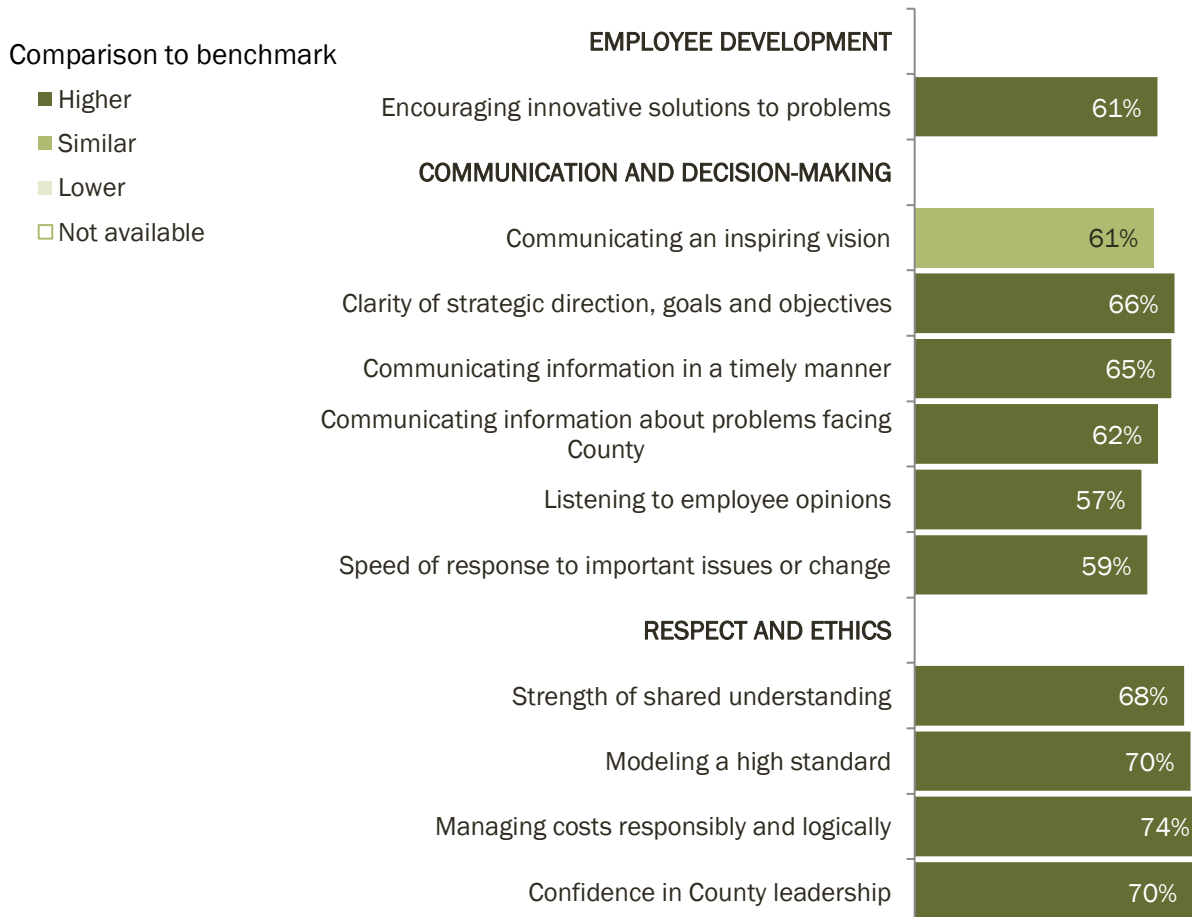 Comparison to benchmark
Higher
Similar
Lower
Not available
EMPLOYEE DEVELOPMENT
Encouraging innovative solutions to problems 61%
COMMUNICATION AND DECISION-MAKING
Communicating an inspiring vision 61%
Clarity of strategic direction, goals and objectives 66%
Communicating information in a timely manner 65%
Communicating information about problems facing
County 62%
Listening to employee opinions 57%
Speed of response to important issues or change 59%
RESPECT AND ETHICS
Strength of shared understanding 68%
Modeling a high standard 70%
Managing costs responsibly and logically 74%
Confidence in County leadership 70%